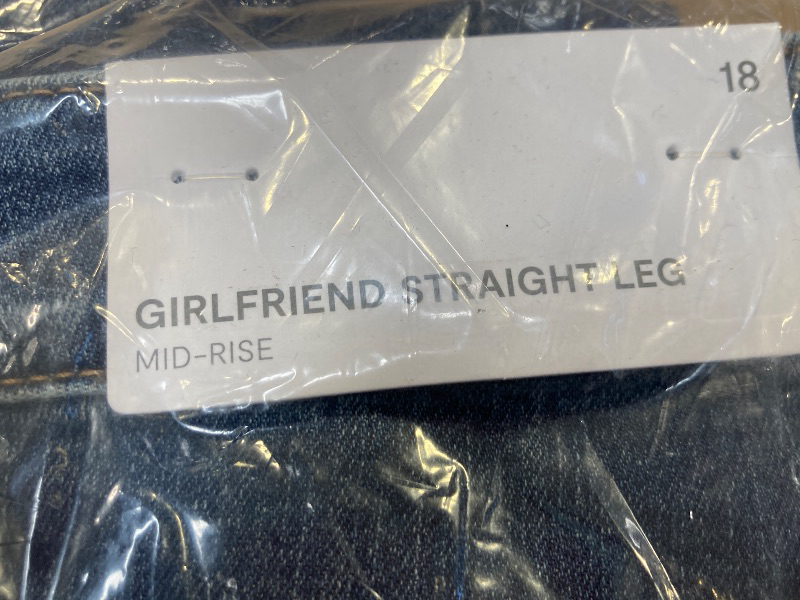 18
GIRLFRIEND STRAIGHT LEG
MID-RISE